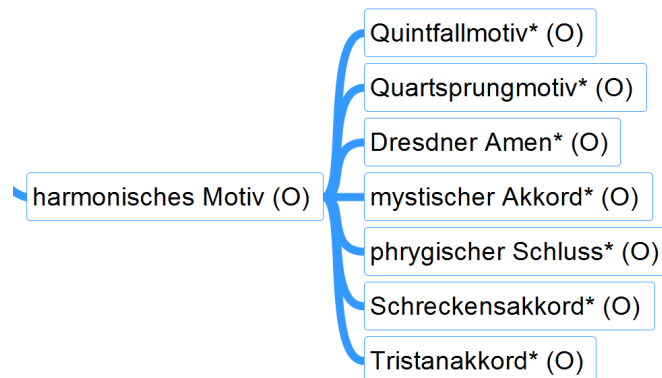 Quintfallmotiv* (O)
Quartsprungmotiv* (O)
Dresdner Amen* (O)
harmonisches Motiv (O)
mystischer Akkord* (O)
phrygischer Schluss* (O)
Schreckensakkord* (O)
Tristanakkord* (O)